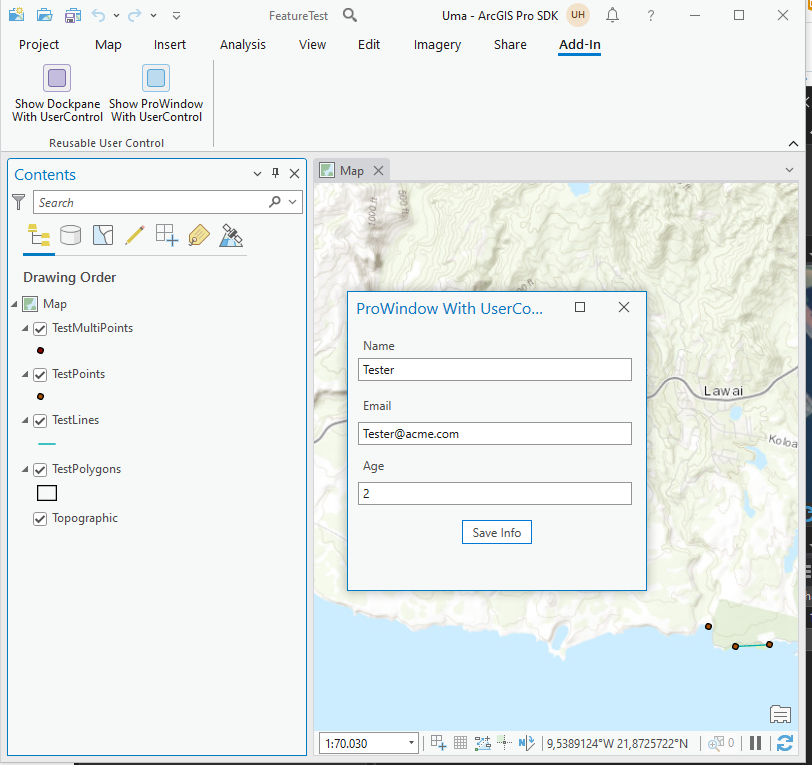 FeatureTest
Uma - ArcGIS Pro SDK
UH
?
Project Map Insert Analysis View Edit Imagery Share Add-In
Show Dockpane With UserControl
Show ProWindow With UserControl
Reusable User Control
Contents
Search
Drawing Order
Map
TestMultiPoints
TestPoints
TestLines
TestPolygons
Topographic
Map
1000 ft
500 ft
Lawai
Koloa
ProWindow With UserCo...
Name
Tester
Email
Tester@acme.com
Age
2
Save Info
1:70.030
N
9,5389124°W 21,8725722°N
0